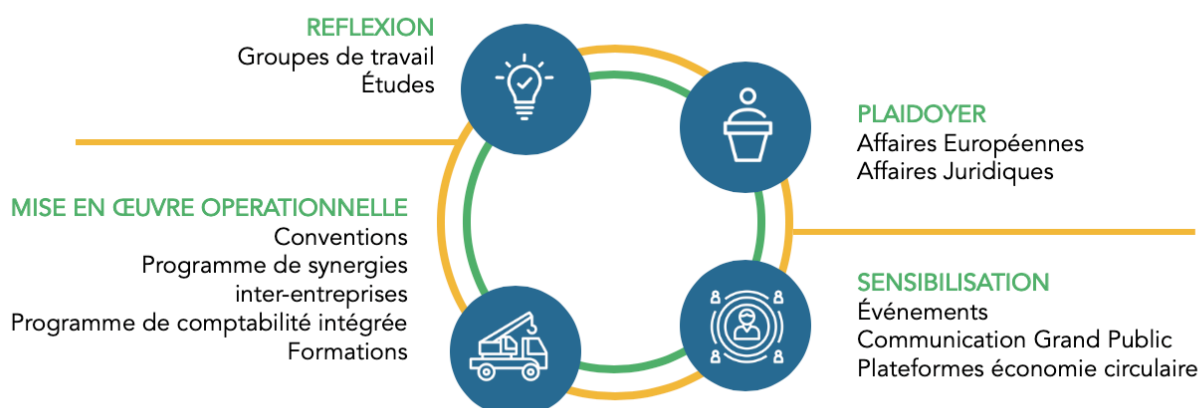 REFLEXION
Groupes de travail
Études
PLAIDOYER
Affaires Européennes
Affaires Juridiques
MISE EN ŒUVRE OPERATIONNELLE
Conventions
Programme de synergies
inter-entreprises
Programme de comptabilité intégrée
Formations
SENSIBILISATION
Événements
Communication Grand Public
Plateformes économie circulaire